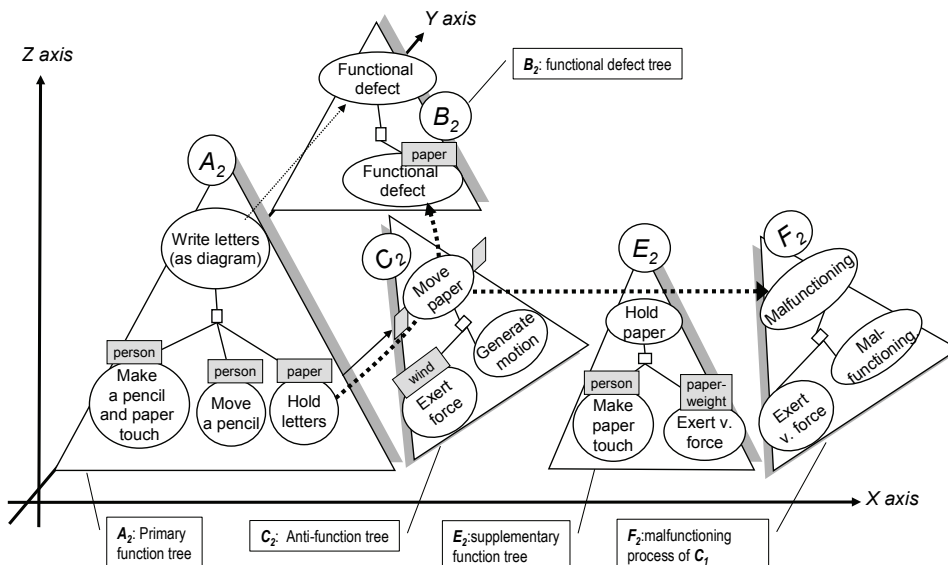 Y axis
Z axis
Functional
defect
B2: functional defect tree
B2
A2
paper
Functional
defect
Write letters
(as diagram)
C2
Move
paper
E2
F2
Malfunctioning
Hold
paper
Generate
motion
Mal-
functioning.
person
person
paper
wind
person
paper-
weight
Make
a pencil
and paper
touch
Move
a pencil
Hold
letters
Exert
force
Make
paper
touch
Exert v.
force
Exert
v. force
X axis
A2: Primary
function tree
C2: Anti-function tree
E2:supplementary
function tree
F2:malfunctioning
process of C1